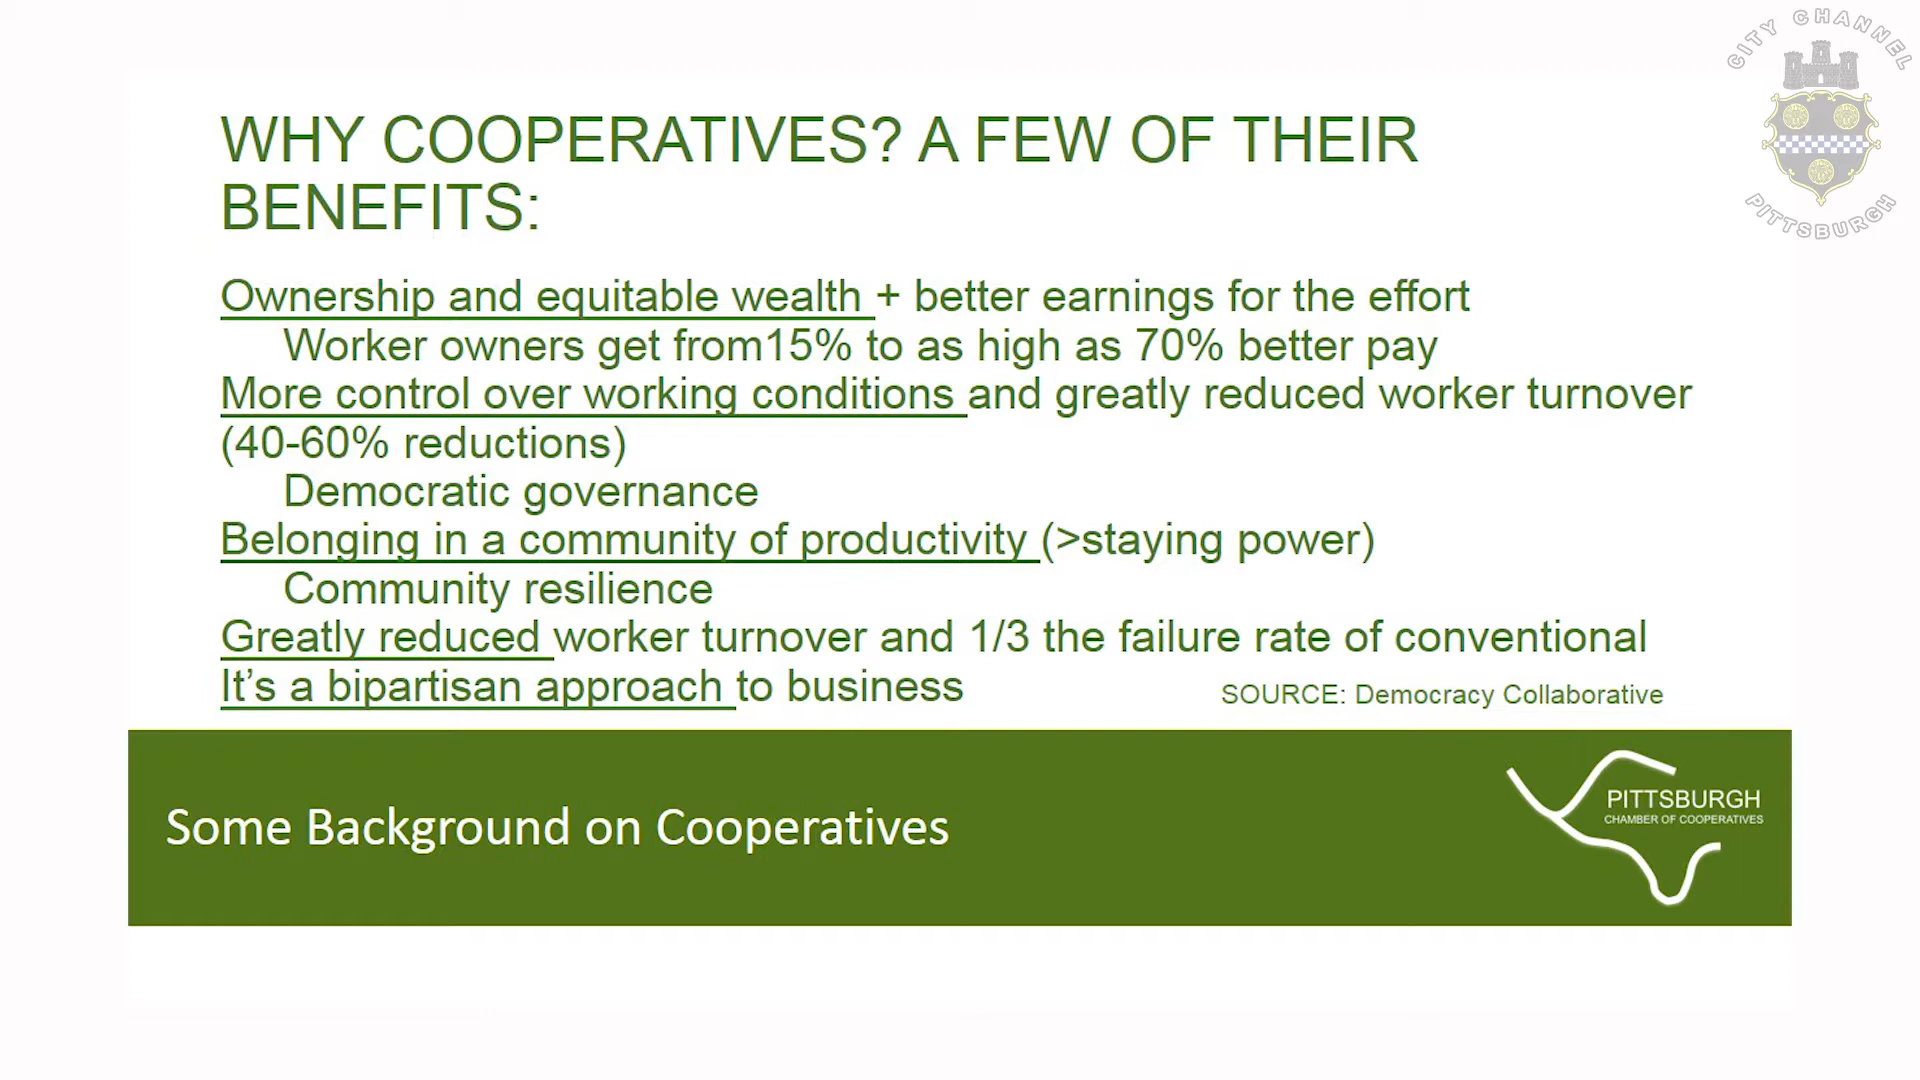 CITY CHANNEL
PITTSBURGH
WHY COOPERATIVES? A FEW OF THEIR
BENEFITS:
Ownership and equitable wealth + better earnings for the effort
Worker owners get from15% to as high as 70% better pay
More control over working conditions and greatly reduced worker turnover
(40-60% reductions)
Democratic governance
Belonging in a community of productivity (>staying power)
Community resilience
Greatly reduced worker turnover and 1/3 the failure rate of conventional
It’s a bipartisan approach to business
SOURCE: Democracy Collaborative
Some Background on Cooperatives
PITTSBURGH
CHAMBER OF COOPERATIVES